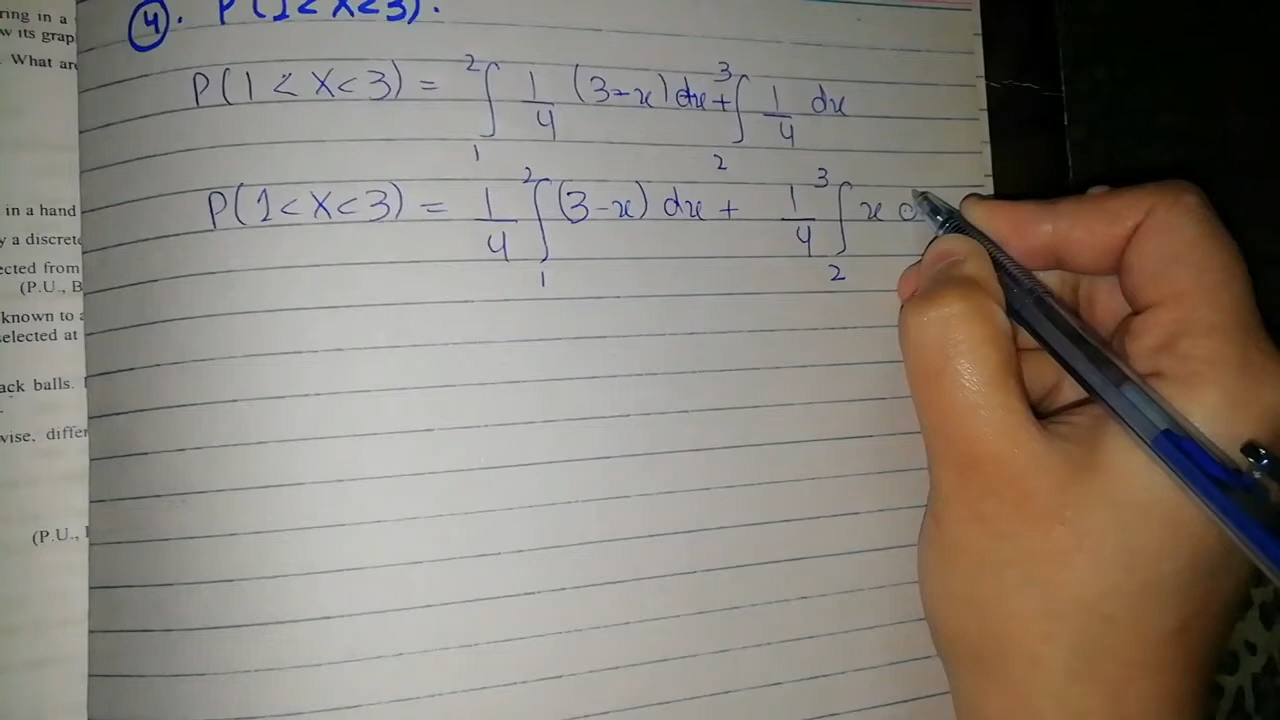 ring in a
w its grap
. What are
in a hand
y a discrete
ected from
(P.U., B
known to a
selected at
ack balls.
wise, differ
(P.U.,
④. P(1<X<3).
P(1<X<3) = ∫₁² 1/4 (3-x) dx + ∫₂³ 1/4 dx
P(1<X<3) = 1/4 ∫₁² (3-x) dx + 1/4 ∫₂³ x d